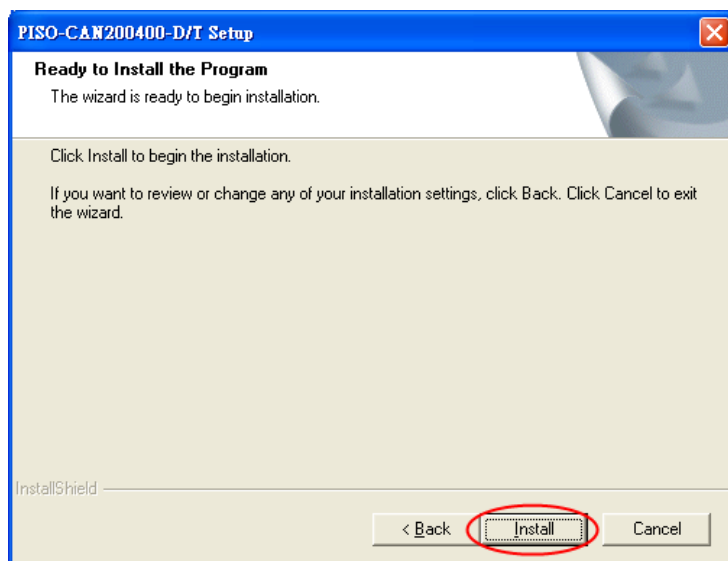 PISO-CAN200400-D/T Setup
Ready to Install the Program
The wizard is ready to begin installation.
Click Install to begin the installation.
If you want to review or change any of your installation settings, click Back. Click Cancel to exit
the wizard.
InstallShield
< Back
Install
Cancel